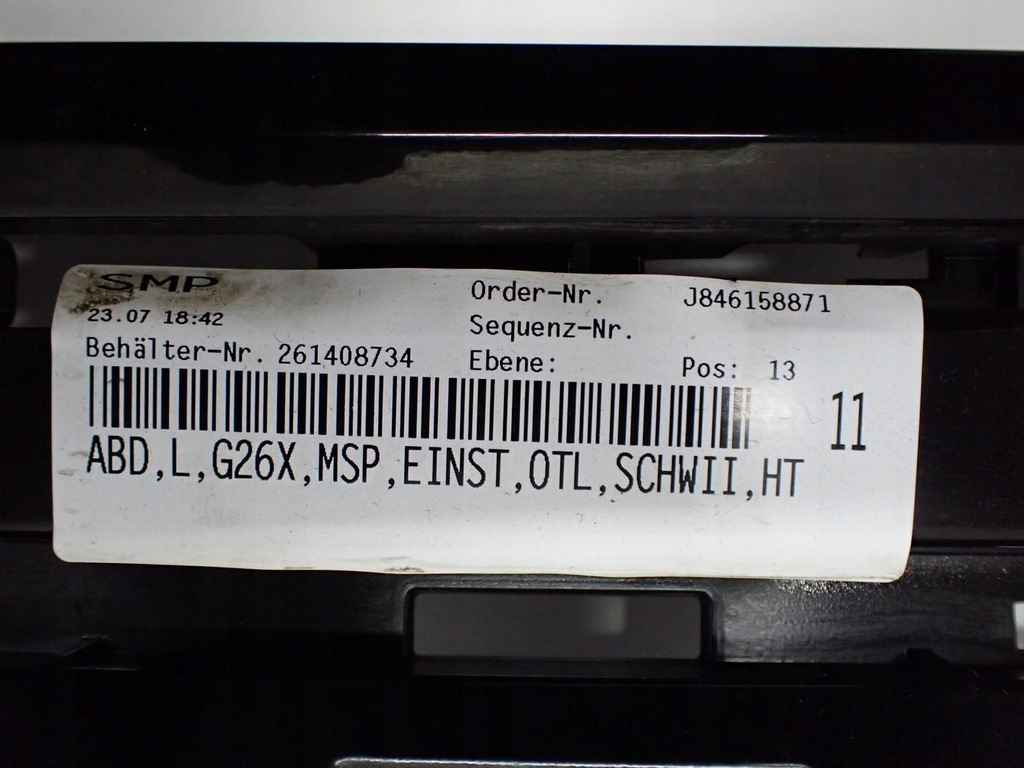 SMP
23.07 18:42
Order-Nr. J846158871
Sequenz-Nr.
Behälter-Nr. 261408734
Ebene: Pos: 13
11
ABD,L,G26X,MSP,EINST,OTL,SCHWII,HT